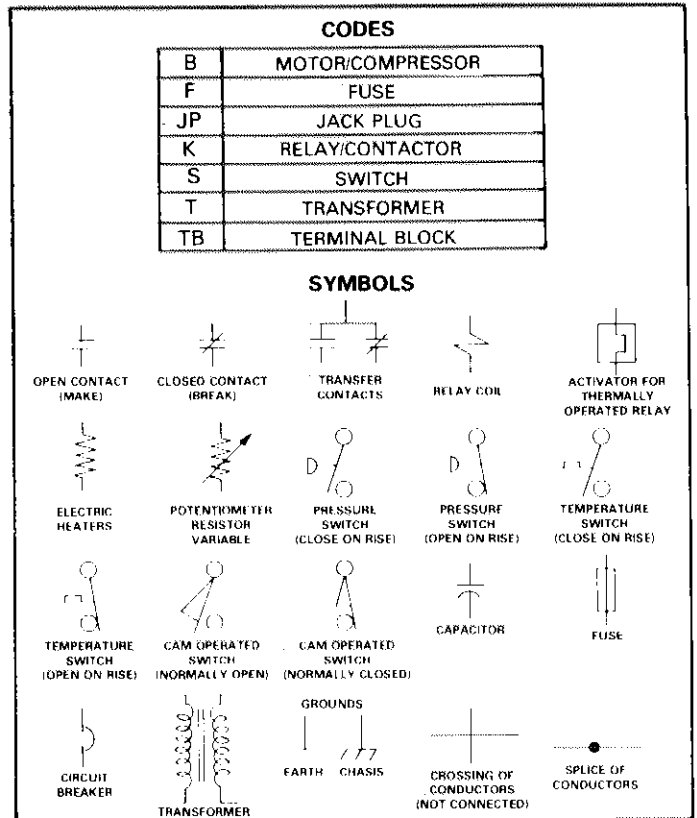 CODES
B MOTOR/COMPRESSOR
F FUSE
JP JACK PLUG
K RELAY/CONTACTOR
S SWITCH
T TRANSFORMER
TB TERMINAL BLOCK
SYMBOLS
OPEN CONTACT
(MAKE)
CLOSED CONTACT
(BREAK)
TRANSFER
CONTACTS
RELAY COIL
ACTIVATOR FOR
THERMALLY
OPERATED RELAY
ELECTRIC
HEATERS
POTENTIOMETER
RESISTOR
VARIABLE
PRESSURE
SWITCH
(CLOSE ON RISE)
PRESSURE
SWITCH
(OPEN ON RISE)
TEMPERATURE
SWITCH
(CLOSE ON RISE)
TEMPERATURE
SWITCH
(OPEN ON RISE)
CAM OPERATED
SWITCH
(NORMALLY OPEN)
CAM OPERATED
SWITCH
(NORMALLY CLOSED)
CAPACITOR
FUSE
CIRCUIT
BREAKER
TRANSFORMER
GROUNDS
EARTH CHASIS
CROSSING OF
CONDUCTORS
(NOT CONNECTED)
SPLICE OF
CONDUCTORS